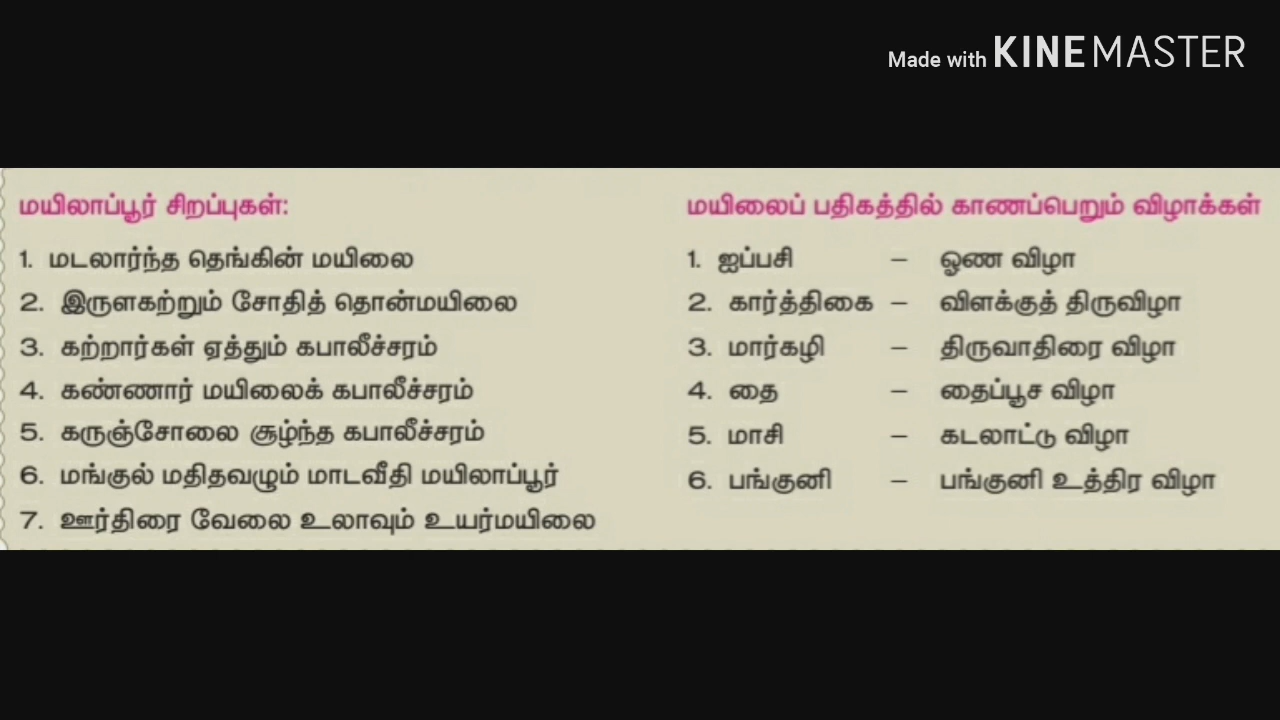 Made with KINEMASTER
மயிலாப்பூர் சிறப்புகள்:
1. மடலார்ந்த தெங்கின் மயிலை
2. இருளகற்றும் சோதித் தொன்மயிலை
3. கற்றார்கள் ஏத்தும் கபாலீச்சரம்
4. கண்ணார் மயிலைக் கபாலீச்சரம்
5. கருஞ்சோலை சூழ்ந்த கபாலீச்சரம்
6. மங்குல் மதிதவழும் மாடவீதி மயிலாப்பூர்
7. ஊர்திரை வேலை உலாவும் உயர்மயிலை
மயிலைப் பதிகத்தில் காணப்பெறும் விழாக்கள்
1. ஐப்பசி – ஓண விழா
2. கார்த்திகை – விளக்குத் திருவிழா
3. மார்கழி – திருவாதிரை விழா
4. தை – தைப்பூச விழா
5. மாசி – கடலாட்டு விழா
6. பங்குனி – பங்குனி உத்திர விழா